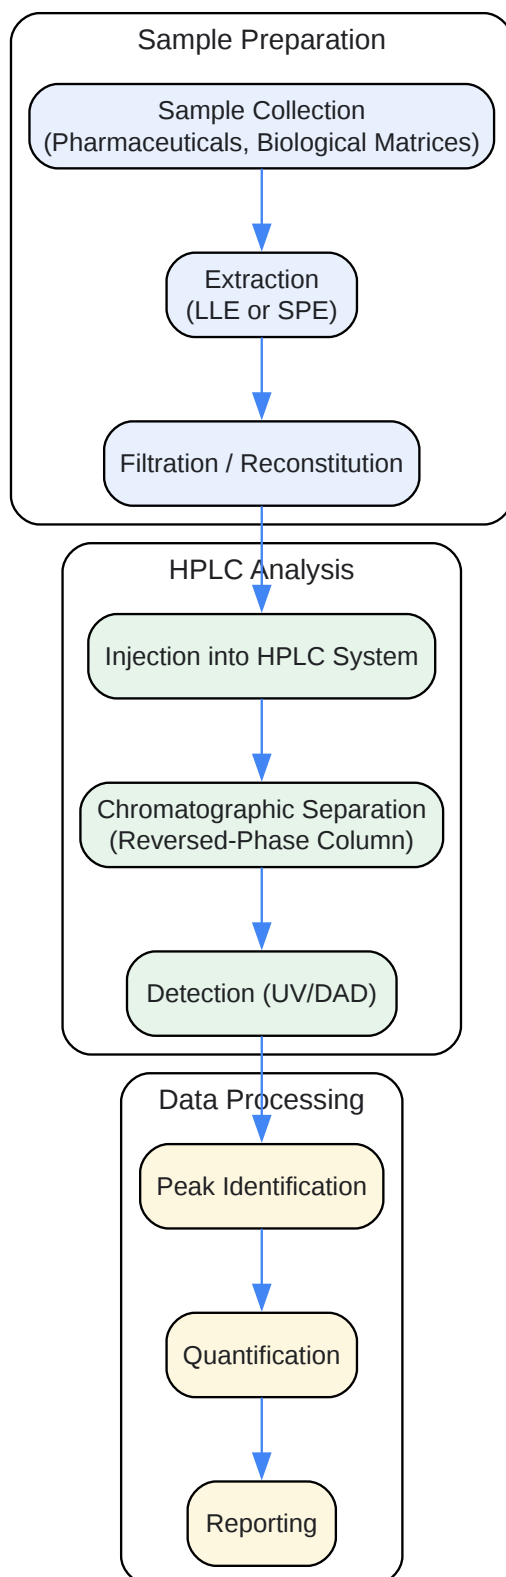 Sample Preparation
Sample Collection
(Pharmaceuticals, Biological Matrices)
Extraction
(LLE or SPE)
Filtration / Reconstitution
HPLC Analysis
Injection into HPLC System
Chromatographic Separation
(Reversed-Phase Column)
Detection (UV/DAD)
Data Processing
Peak Identification
Quantification
Reporting